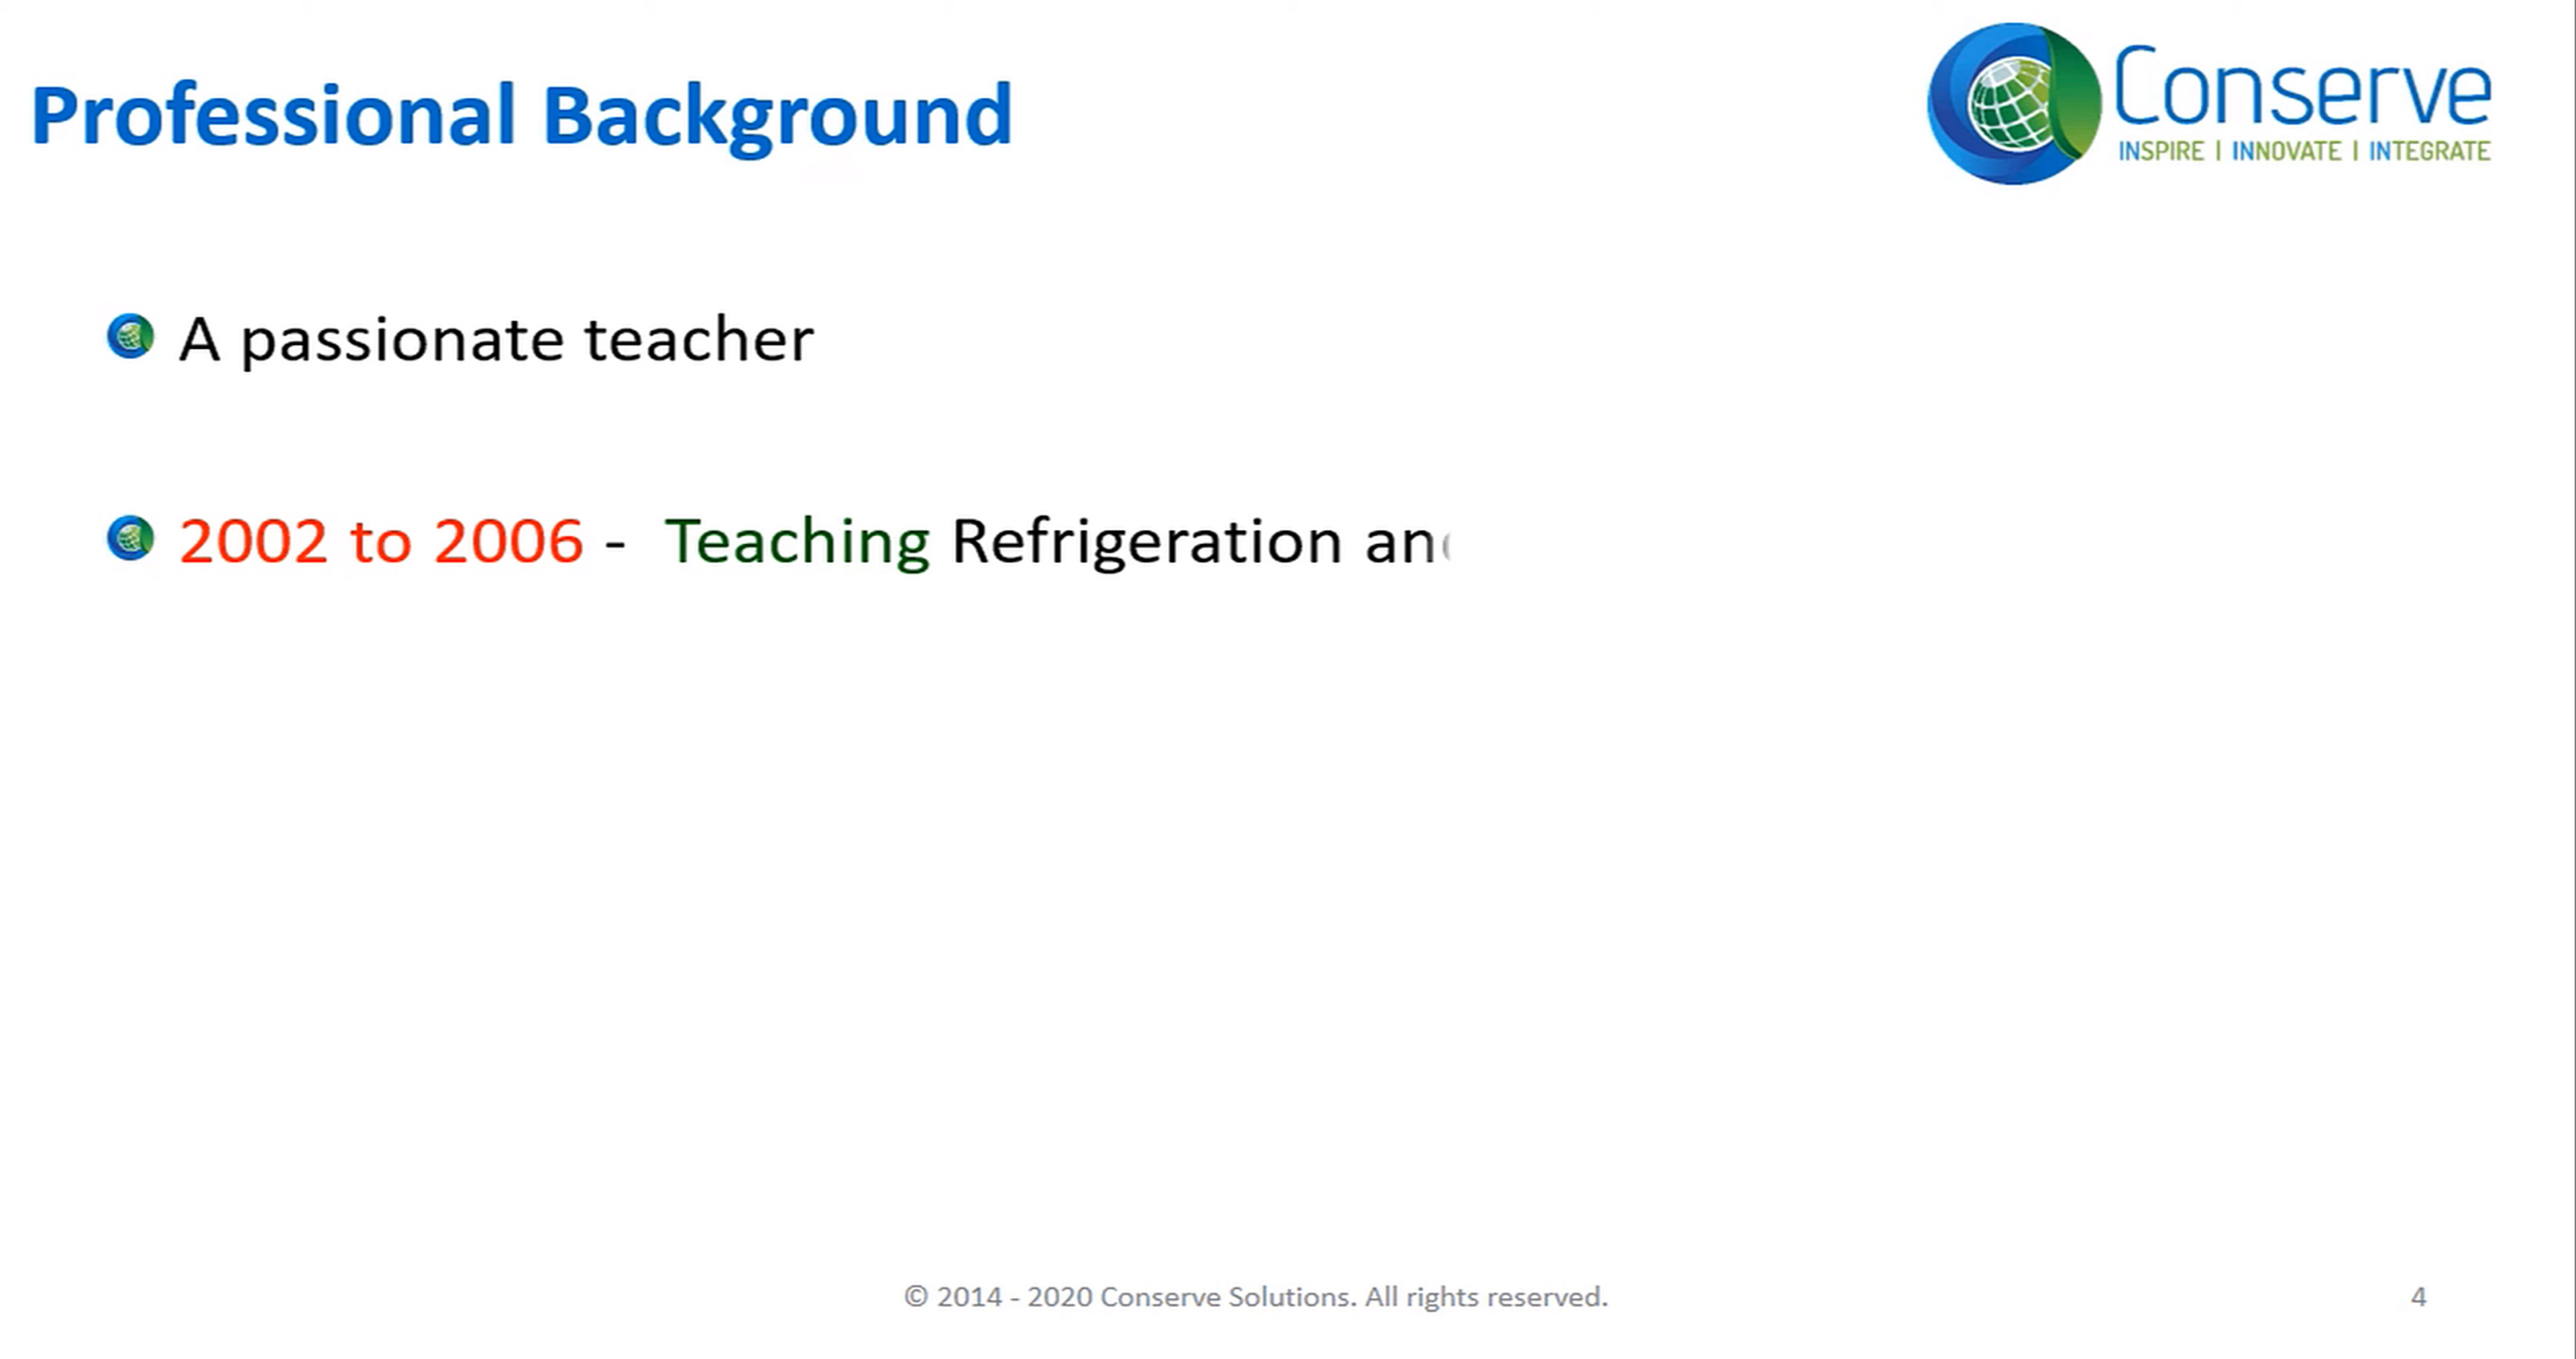 Professional Background
Conserve
INSPIRE | INNOVATE | INTEGRATE
A passionate teacher
2002 to 2006 - Teaching Refrigeration
© 2014 - 2020 Conserve Solutions. All rights reserved.
4